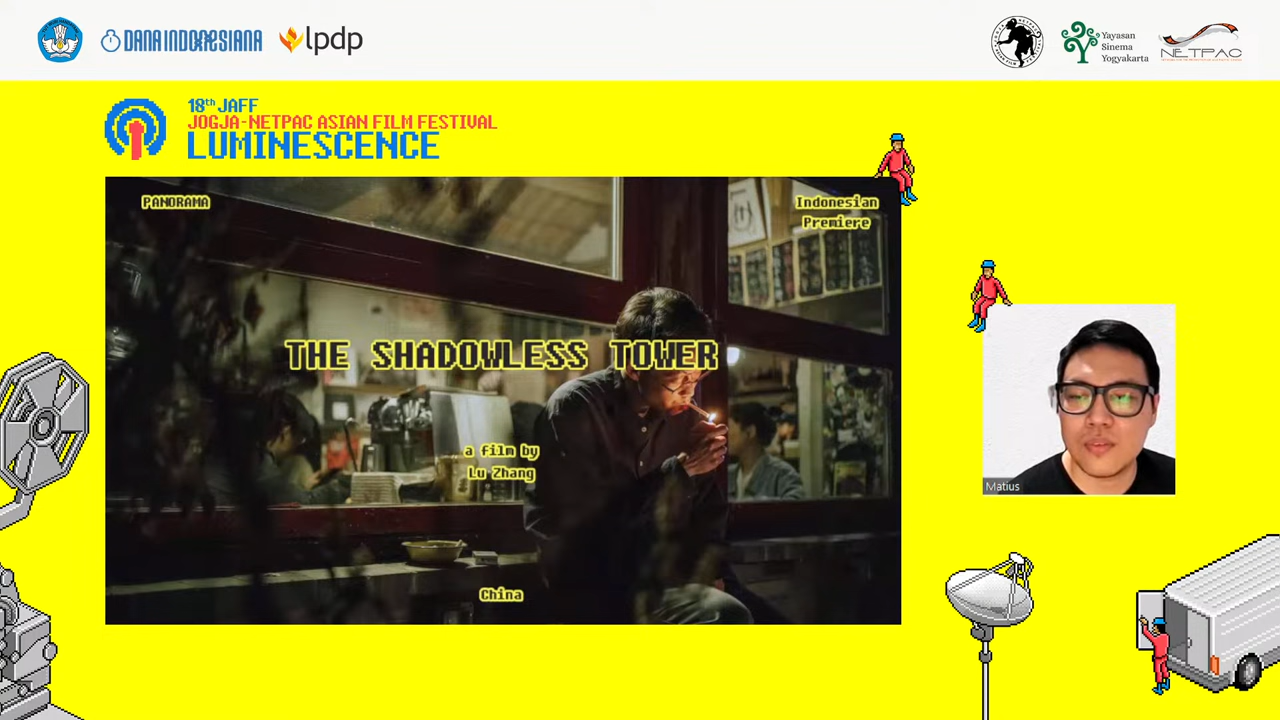 DANA INDONESIANA
lpdp
Yayasan
Sinema
Yogyakarta
NETPAC
18th JAFF
JOGJA-NETPAC ASIAN FILM FESTIVAL
LUMINESCENCE
PANORAMA
Indonesian
Premiere
THE SHADOWLESS TOWER
a film by
Lu Zhang
China
Matius